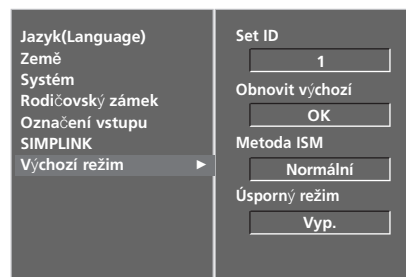 Jazyk(Language)
Země
Systém
Rodičovský zámek
Označení vstupu
SIMPLINK
Výchozí režim ►
Set ID
1
Obnovit výchozí
OK
Metoda ISM
Normální
Úsporný režim
Vyp.